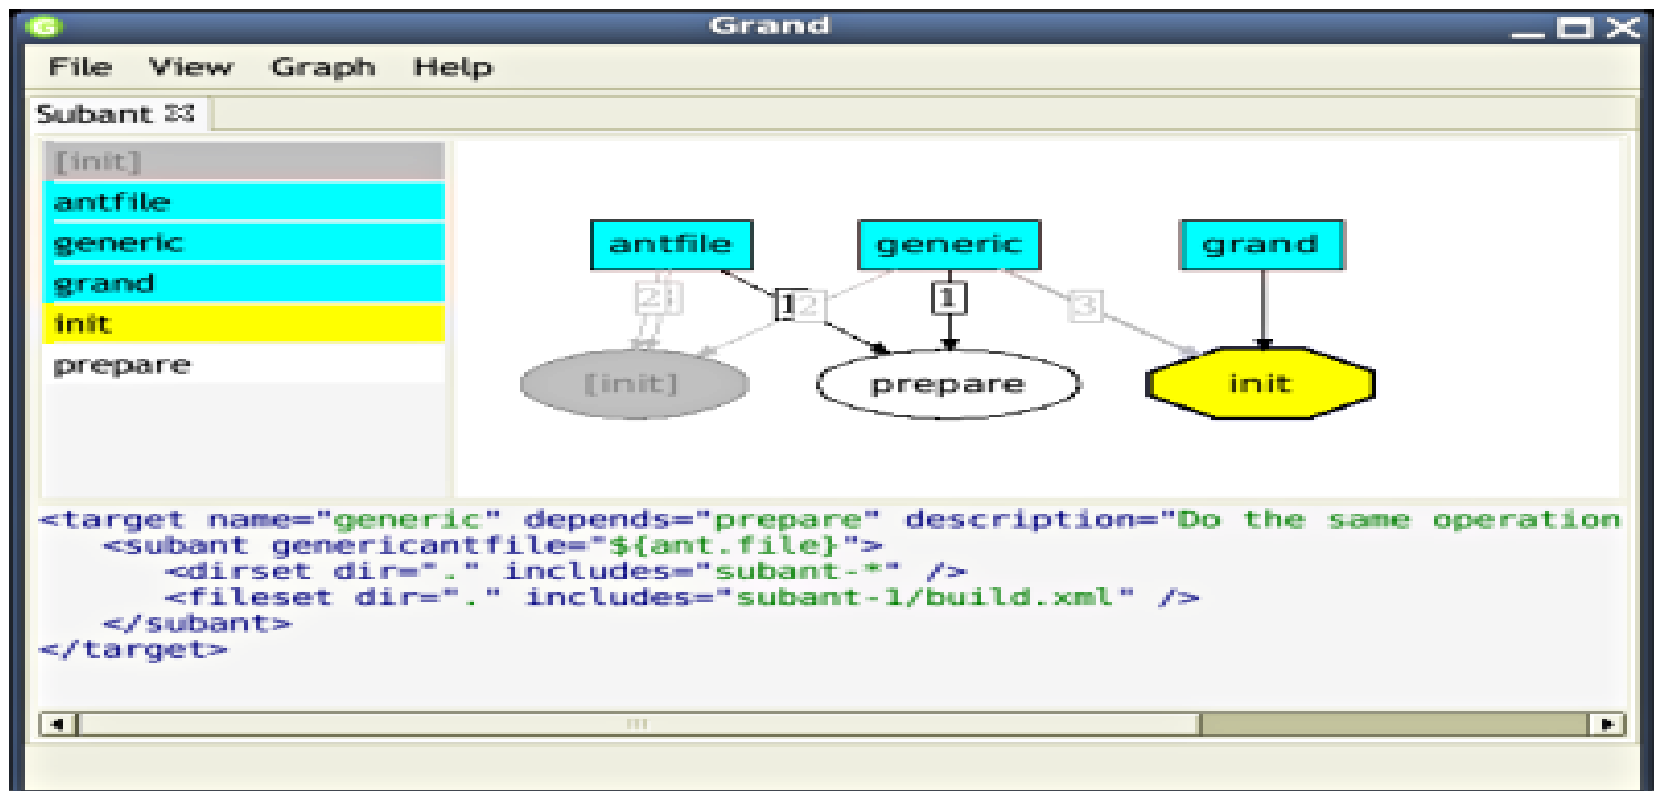 G Grand
File View Graph Help
Subant
[init]
antfile
generic
grand
init
prepare
antfile generic grand
2 1 2 1 3
[init] prepare init
<target name="generic" depends="prepare" description="Do the same operation
<subant genericantfile="${ant.file}">
<dirset dir="." includes="subant-*" />
<fileset dir="." includes="subant-1/build.xml" />
</subant>
</target>